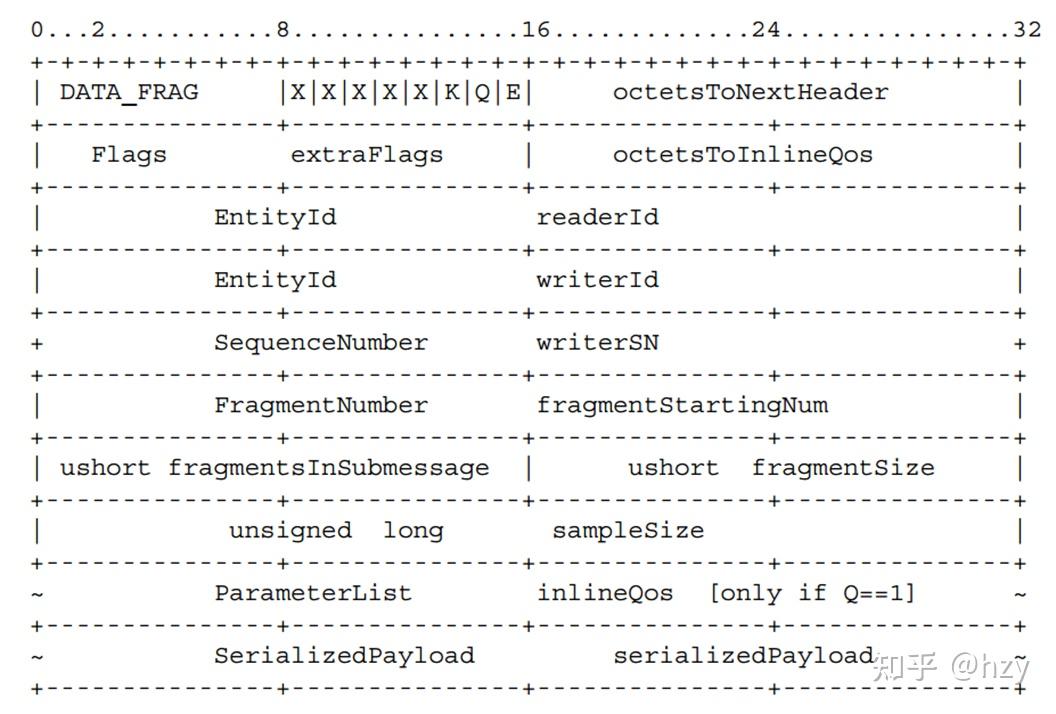 0...2...........8...............16..............24...............32
+-+-+-+-+-+-+-+-+-+-+-+-+-+-+-+-+-+-+-+-+-+-+-+-+-+-+-+-+-+-+-+-+
| DATA_FRAG |X|X|X|X|X|K|Q|E| octetsToNextHeader |
+---------------+---------------+---------------+---------------+
| Flags extraFlags | octetsToInlineQos |
+---------------+---------------+---------------+---------------+
| EntityId readerId |
+---------------+---------------+---------------+---------------+
| EntityId writerId |
+---------------+---------------+---------------+---------------+
+ SequenceNumber writerSN +
+---------------+---------------+---------------+---------------+
| FragmentNumber fragmentStartingNum |
+---------------+---------------+---------------+---------------+
| ushort fragmentsInSubmessage | ushort fragmentSize |
+---------------+---------------+---------------+---------------+
| unsigned long sampleSize |
+---------------+---------------+---------------+---------------+
~ ParameterList inlineQos [only if Q==1] ~
+---------------+---------------+---------------+---------------+
~ SerializedPayload serializedPayload ~
+---------------+---------------+---------------+---------------+
知乎 @hzy